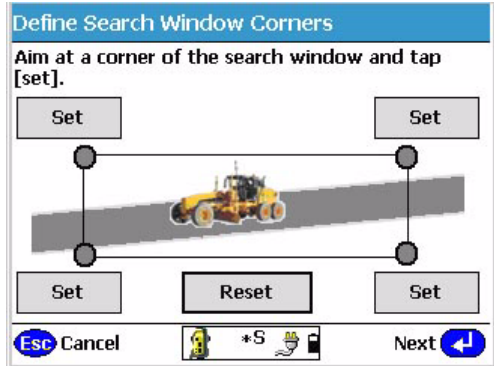 Define Search Window Corners
Aim at a corner of the search window and tap
[set].
Set Set
Set Reset Set
Esc Cancel *S Next